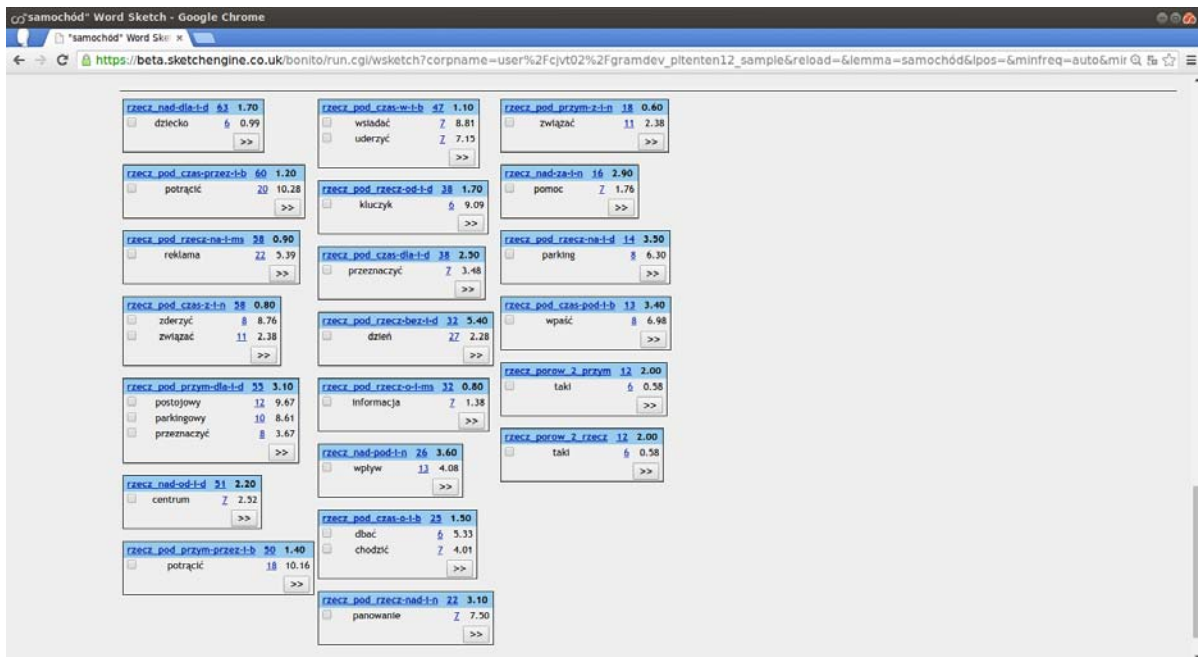 "samochód" Word Sketch - Google Chrome
"samochod" Word Ske ×
https://beta.sketchengine.co.uk/bonito/run.cgi/wsketch?corpname=user%2Fcjvt02%2Fgramdev_pltenten12_sample&reload=&lemma=samochód&lpos=&minfreq=auto&mir
rzecz_nad-dla-I-d 63 1.70
dziecko 6 0.99
>>
rzecz_pod_czas-przez-I-b 60 1.20
potrącić 20 10.28
>>
rzecz_pod_rzecz-na-I-ms 58 0.90
reklama 22 5.39
>>
rzecz_pod_czas-z-I-n 58 0.80
zderzyć 8 8.76
związać 11 2.38
>>
rzecz_pod_przym-dla-I-d 55 3.10
postojowy 12 9.67
parkingowy 10 8.61
przeznaczyć 8 3.67
>>
rzecz_nad-od-I-d 51 2.20
centrum 7 2.52
>>
rzecz_pod_przym-przez-I-b 50 1.40
potrącić 18 10.16
>>
rzecz_pod_czas-w-I-b 47 1.10
wsiadać 7 8.81
uderzyć 7 7.15
>>
rzecz_pod_rzecz-od-I-d 38 1.70
kluczyk 6 9.09
>>
rzecz_pod_czas-dla-I-d 38 2.50
przeznaczyć 7 3.48
>>
rzecz_pod_rzecz-bez-I-d 32 5.40
dzień 27 2.28
>>
rzecz_pod_rzecz-o-I-ms 32 0.80
informacja 7 1.38
>>
rzecz_nad-pod-I-n 26 3.60
wpływ 13 4.08
>>
rzecz_pod_czas-o-I-b 25 1.50
dbać 6 5.33
chodzić 7 4.01
>>
rzecz_pod_rzecz-nad-I-n 22 3.10
panowanie 7 7.50
>>
rzecz_pod_przym-z-I-n 18 0.60
związać 11 2.38
>>
rzecz_nad-za-I-n 16 2.90
pomoc 7 1.76
>>
rzecz_pod_rzecz-na-I-d 14 3.50
parking 8 6.30
>>
rzecz_pod_czas-pod-I-b 13 3.40
wpaść 8 6.98
>>
rzecz_porow_2_przym 12 2.00
taki 6 0.58
>>
rzecz_porow_2_rzecz 12 2.00
taki 6 0.58
>>